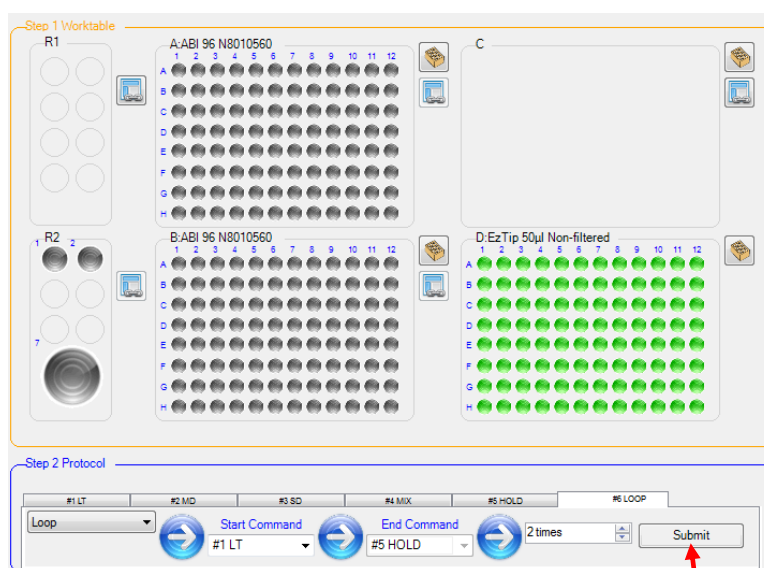 Step 1 Worktable
R1
A:ABI 96 N8010560
1 2 3 4 5 6 7 8 9 10 11 12
A
B
C
D
E
F
G
H
C
R2
1 2
7
B:ABI 96 N8010560
1 2 3 4 5 6 7 8 9 10 11 12
A
B
C
D
E
F
G
H
D:EzTip 50µl Non-filtered
1 2 3 4 5 6 7 8 9 10 11 12
A
B
C
D
E
F
G
H
Step 2 Protocol
#1 LT #2 MD #3 SD #4 MIX #5 HOLD #6 LOOP
Loop Start Command End Command 2 times Submit
#1 LT #5 HOLD